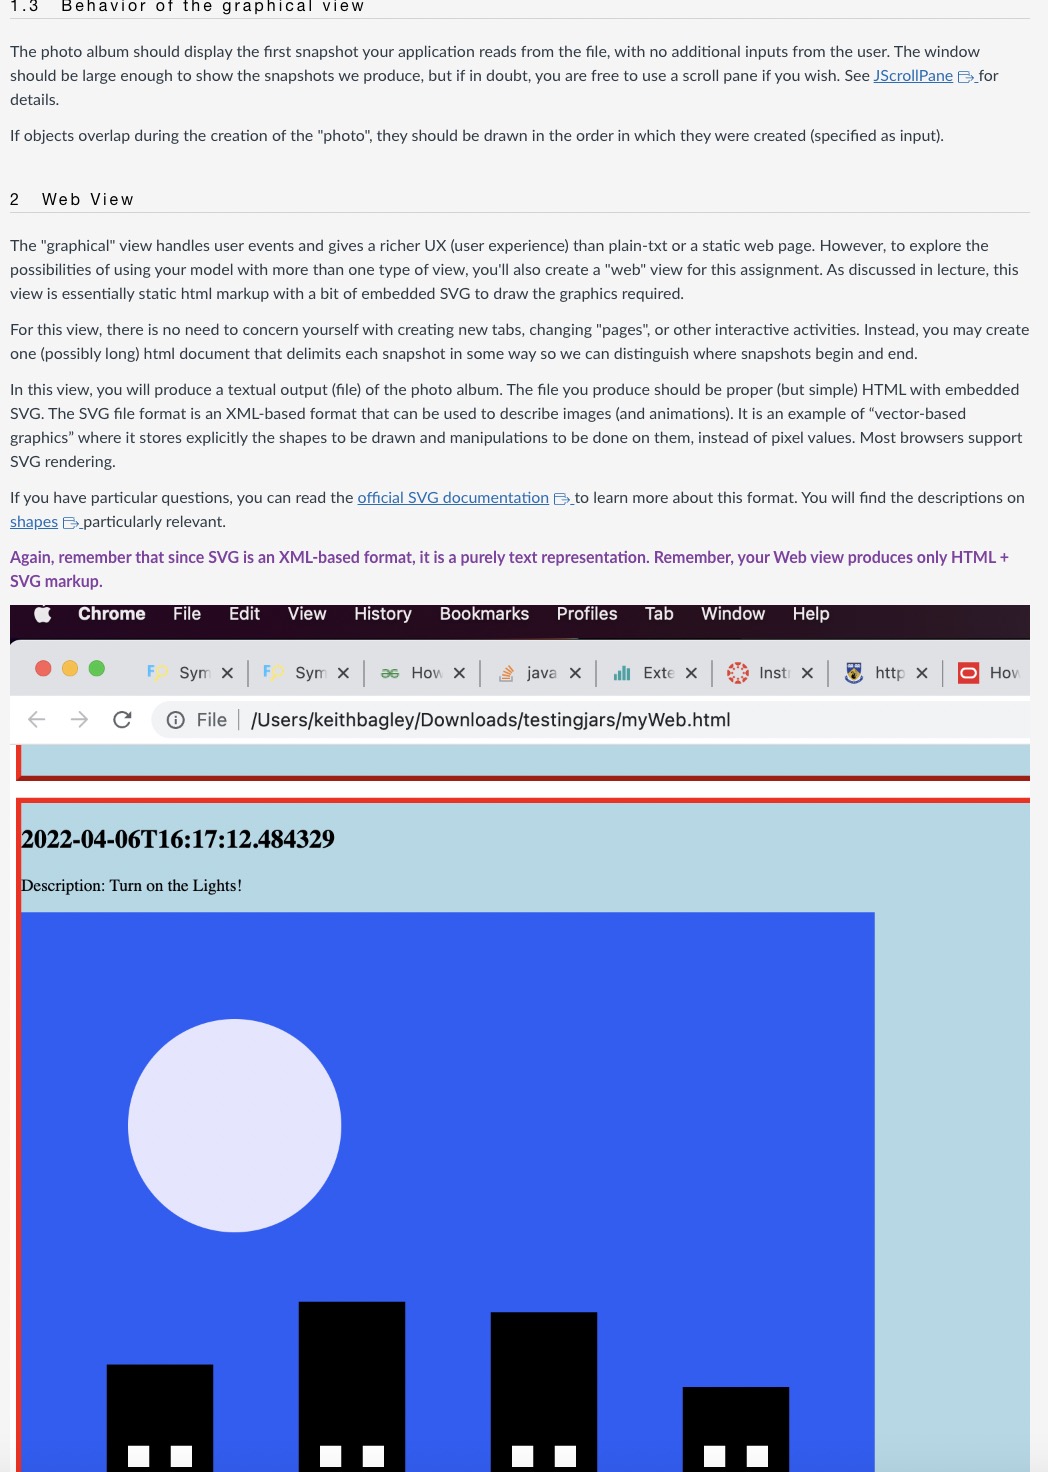 1.3 Behavior of the graphical view
The photo album should display the first snapshot your application reads from the file, with no additional inputs from the user. The window
should be large enough to show the snapshots we produce, but if in doubt, you are free to use a scroll pane if you wish. See JScrollPane for
details.
If objects overlap during the creation of the "photo", they should be drawn in the order in which they were created (specified as input).
2 Web View
The "graphical" view handles user events and gives a richer UX (user experience) than plain-txt or a static web page. However, to explore the
possibilities of using your model with more than one type of view, you'll also create a "web" view for this assignment. As discussed in lecture, this
view is essentially static html markup with a bit of embedded SVG to draw the graphics required.
For this view, there is no need to concern yourself with creating new tabs, changing "pages", or other interactive activities. Instead, you may create
one (possibly long) html document that delimits each snapshot in some way so we can distinguish where snapshots begin and end.
In this view, you will produce a textual output (file) of the photo album. The file you produce should be proper (but simple) HTML with embedded
SVG. The SVG file format is an XML-based format that can be used to describe images (and animations). It is an example of “vector-based
graphics” where it stores explicitly the shapes to be drawn and manipulations to be done on them, instead of pixel values. Most browsers support
SVG rendering.
If you have particular questions, you can read the official SVG documentation to learn more about this format. You will find the descriptions on
shapes particularly relevant.
Again, remember that since SVG is an XML-based format, it is a purely text representation. Remember, your Web view produces only HTML +
SVG markup.
Chrome File Edit View History Bookmarks Profiles Tab Window Help
Sym Sym How java Exte Inst http How
File /Users/keithbagley/Downloads/testingjars/myWeb.html
2022-04-06T16:17:12.484329
Description: Turn on the Lights!